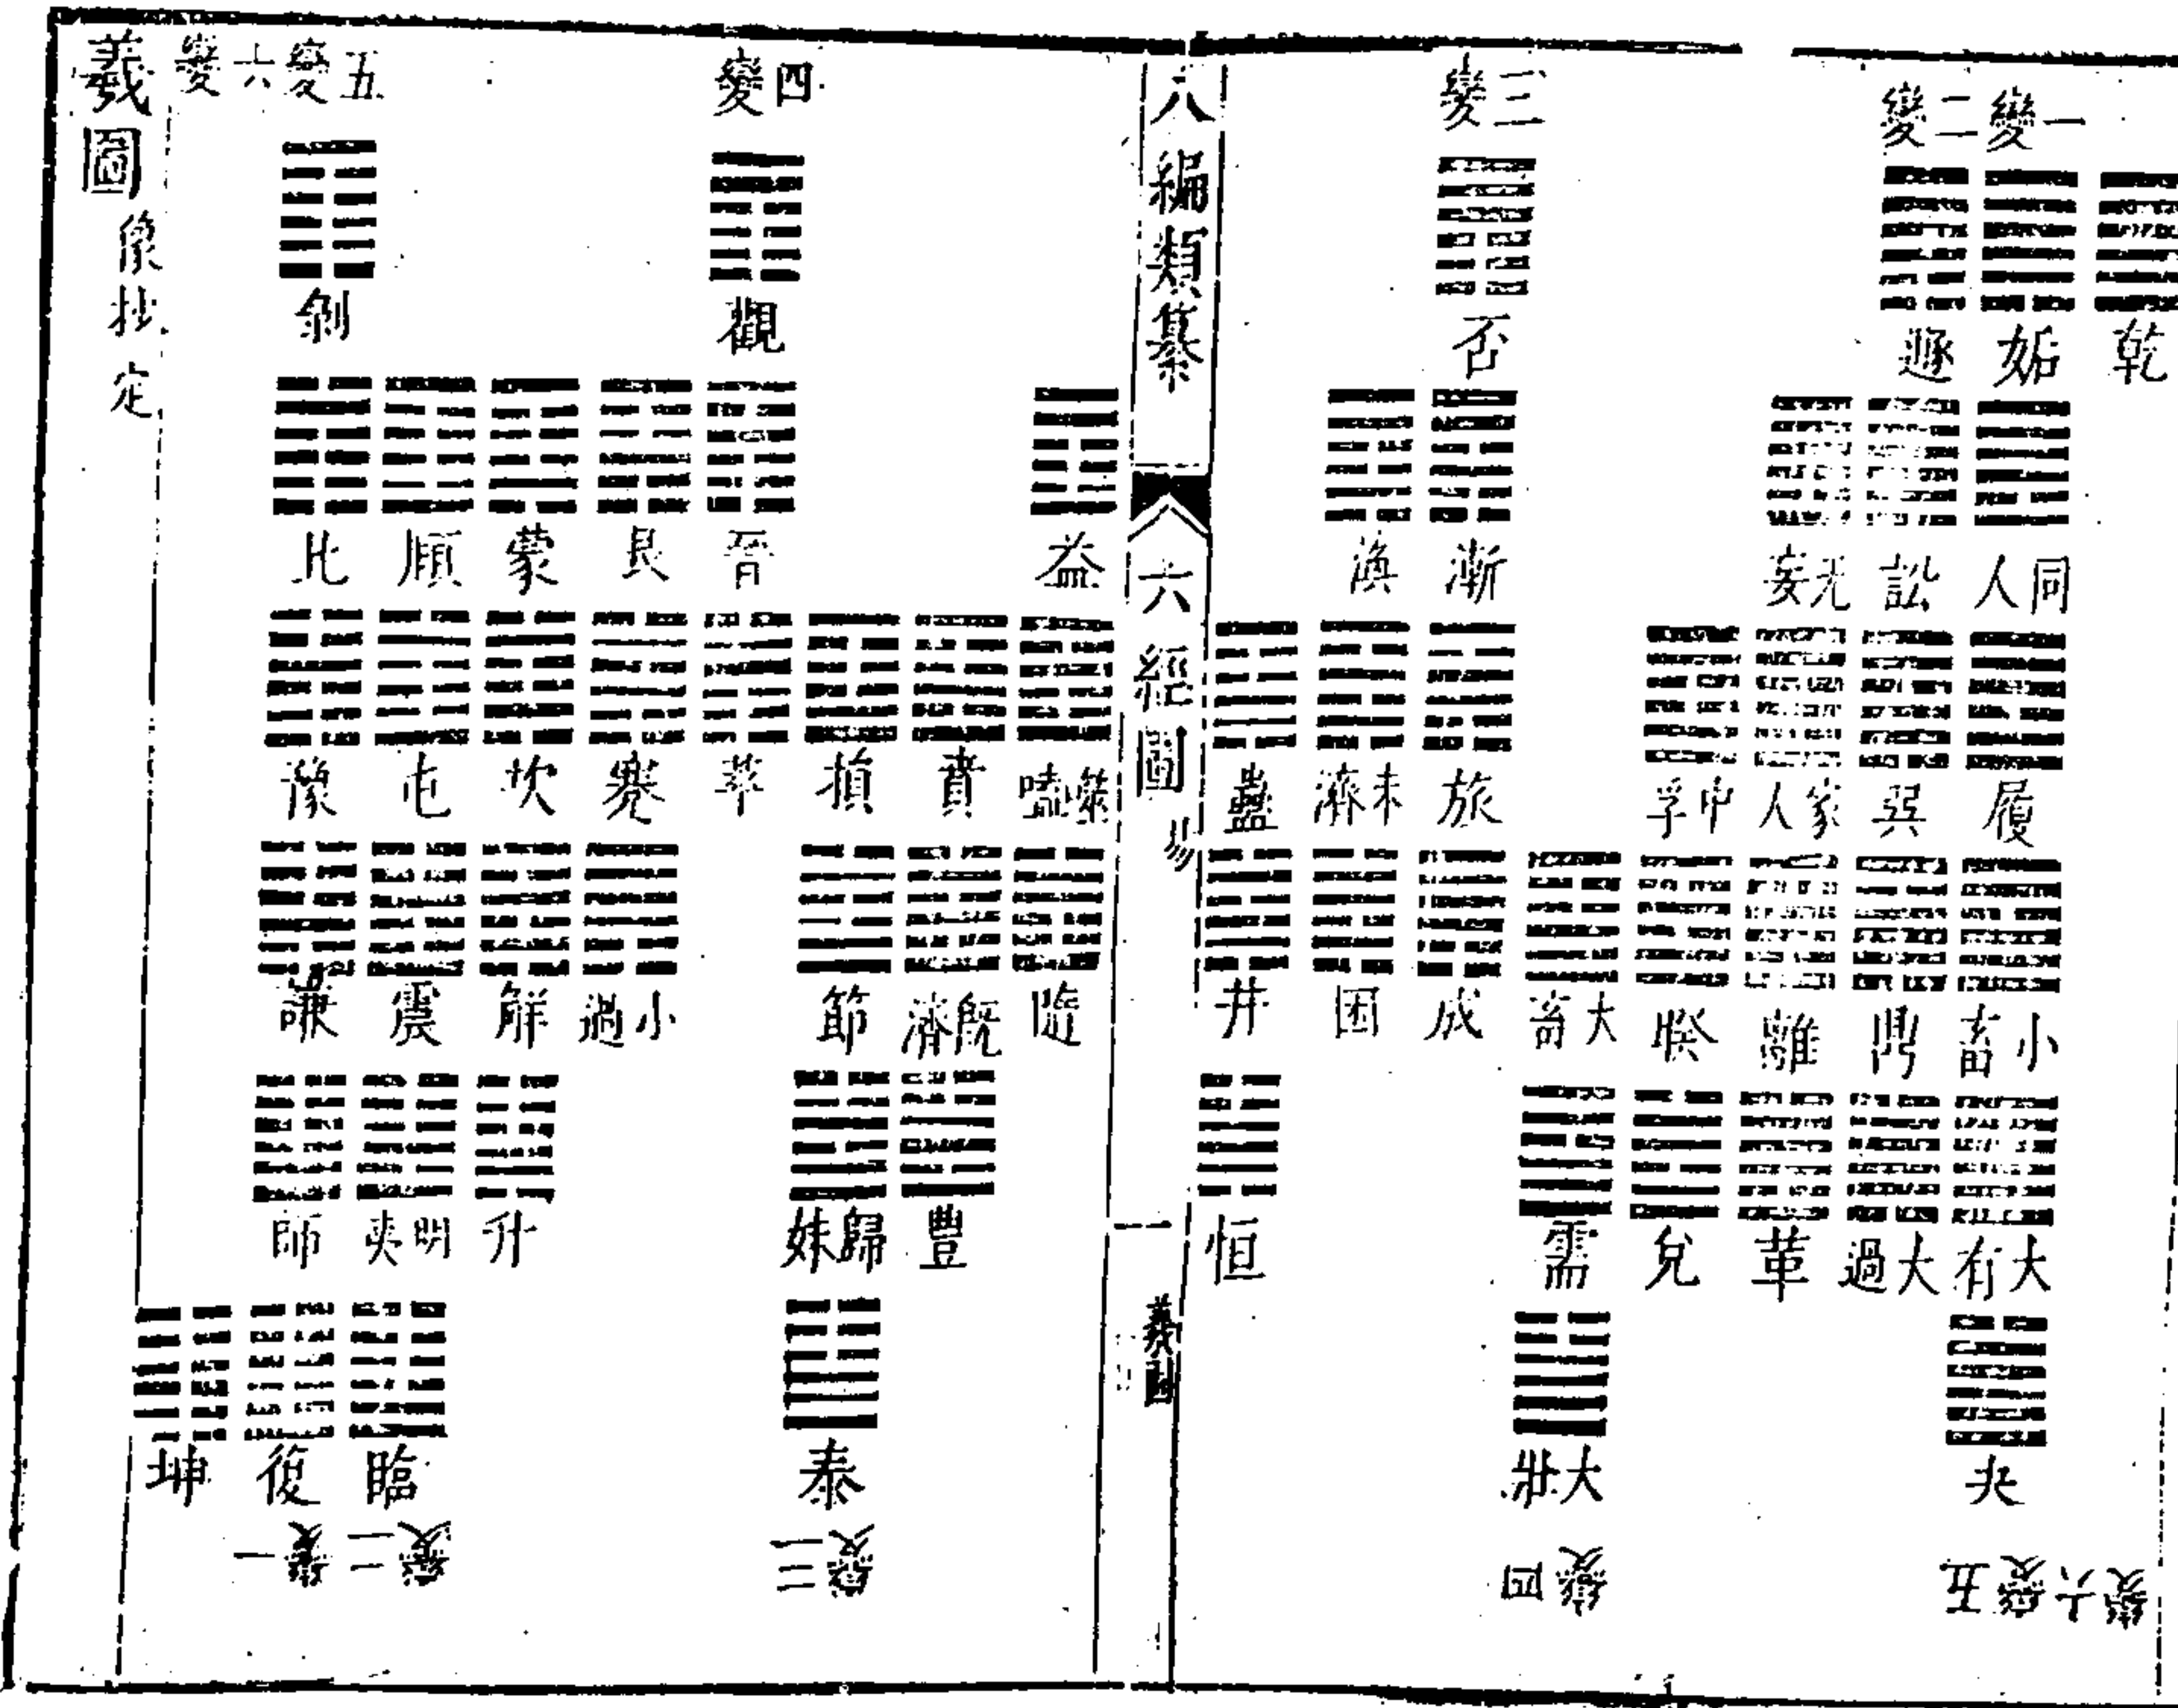 一變
二變
三變
乾
姤
遯
否
同人
訟
无妄
漸
渙
履
巽
家人
中孚
旅
未濟
蠱
小畜
鼎
離
睽
大畜
咸
困
井
大有
大過
革
兌
需
恒
夬
大壯
六變
五變
四變
八編類纂
六經圖
一
四變
五變
六變
觀
剝
益
晉
艮
蒙
頤
比
噬嗑
賁
損
萃
蹇
坎
屯
豫
隨
既濟
節
小過
解
震
謙
豐
歸妹
升
明夷
師
泰
臨
復
坤
三變
二變
一變
羲圖
像抄定